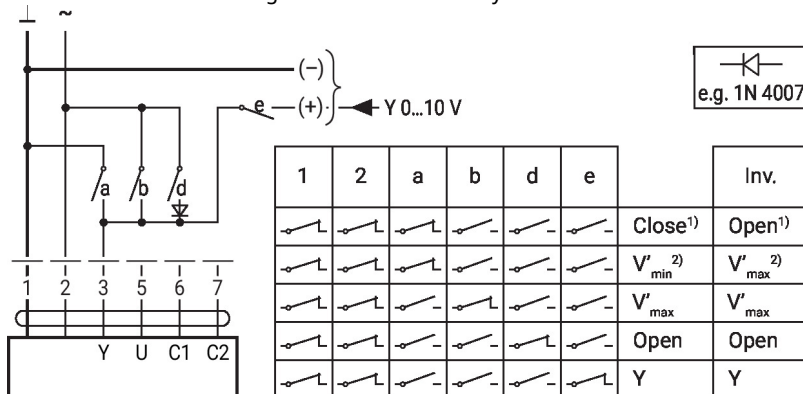 ⊥ ~
(−)
e (+) Y 0...10 V
e.g. 1N 4007
a b d
1 2 3 5 6 7
Y U C1 C2
1 2 a b d e Inv.
Close¹⁾ Open¹⁾
V'min²⁾ V'max²⁾
V'max V'max
Open Open
Y Y